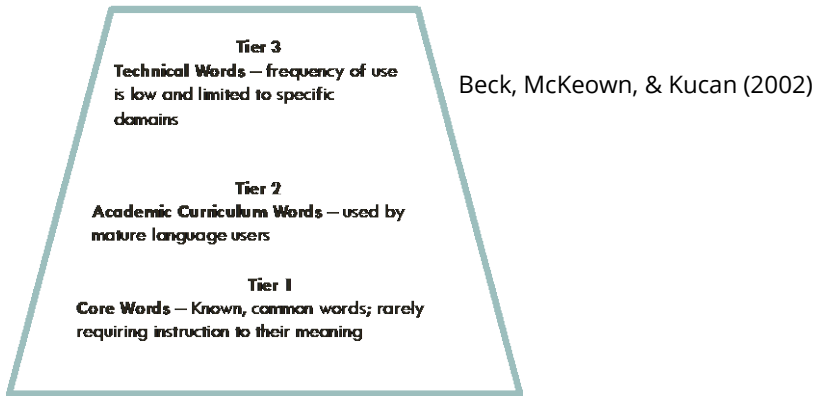 Tier 3
Technical Words – frequency of use
is low and limited to specific
domains
Beck, McKeown, & Kucan (2002)
Tier 2
Academic Curriculum Words – used by
mature language users
Tier 1
Core Words – Known, common words; rarely
requiring instruction to their meaning